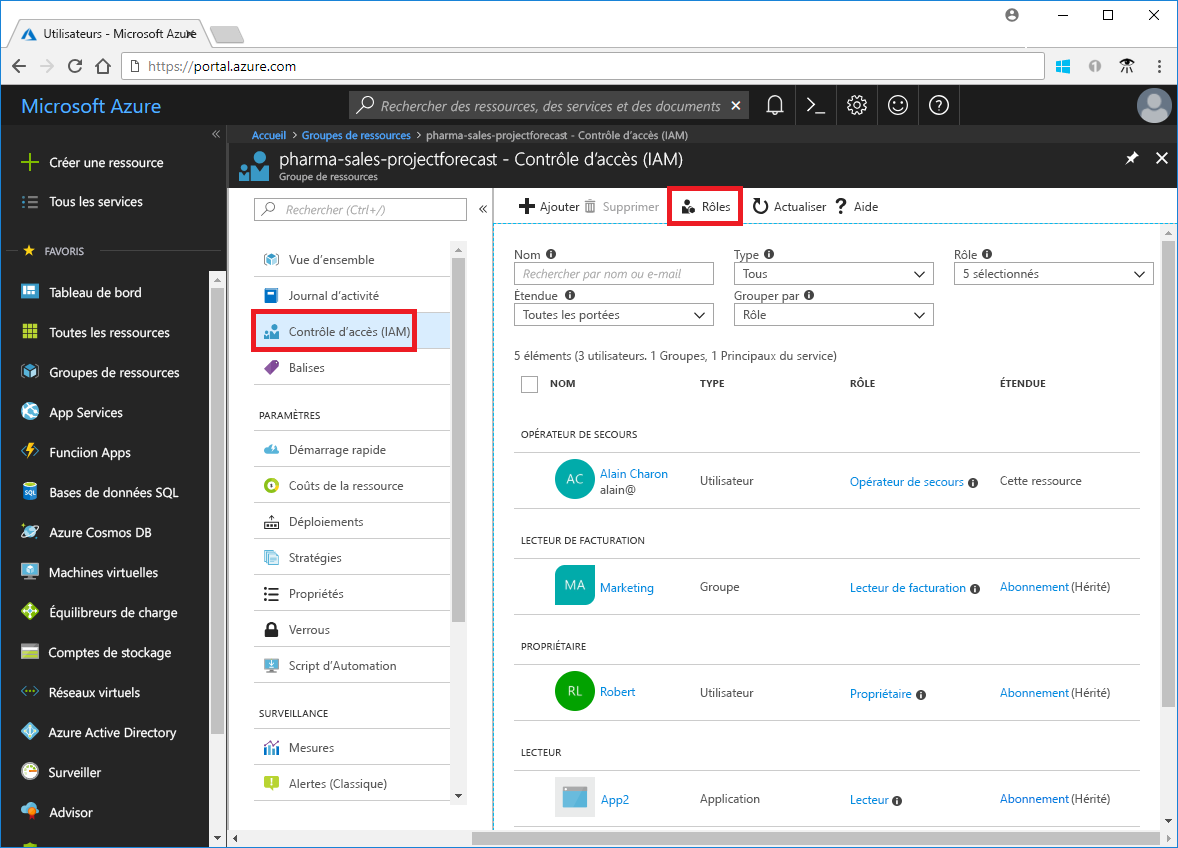 Utilisateurs - Microsoft Azure
https://portal.azure.com
Microsoft Azure
Rechercher des ressources, des services et des documents
Accueil > Groupes de ressources > pharma-sales-projectforecast - Contrôle d'accès (IAM)
pharma-sales-projectforecast - Contrôle d'accès (IAM)
Groupe de ressources
Créer une ressource
Tous les services
FAVORIS
Tableau de bord
Toutes les ressources
Groupes de ressources
App Services
Funciion Apps
Bases de données SQL
Azure Cosmos DB
Machines virtuelles
Équilibreurs de charge
Comptes de stockage
Réseaux virtuels
Azure Active Directory
Surveiller
Advisor
Rechercher (Ctrl+/)
Vue d'ensemble
Journal d'activité
Contrôle d'accès (IAM)
Balises
PARAMÈTRES
Démarrage rapide
Coûts de la ressource
Déploiements
Stratégies
Propriétés
Verrous
Script d'Automation
SURVEILLANCE
Mesures
Alertes (Classique)
Ajouter Supprimer Rôles Actualiser Aide
Nom Type Rôle
Rechercher par nom ou e-mail Tous 5 sélectionnés
Étendue Grouper par
Toutes les portées Rôle
5 éléments (3 utilisateurs. 1 Groupes, 1 Principaux du service)
NOM TYPE RÔLE ÉTENDUE
OPÉRATEUR DE SECOURS
AC Alain Charon Utilisateur Opérateur de secours Cette ressource
alain@
LECTEUR DE FACTURATION
MA Marketing Groupe Lecteur de facturation Abonnement (Hérité)
PROPRIÉTAIRE
RL Robert Utilisateur Propriétaire Abonnement (Hérité)
LECTEUR
App2 Application Lecteur Abonnement (Hérité)